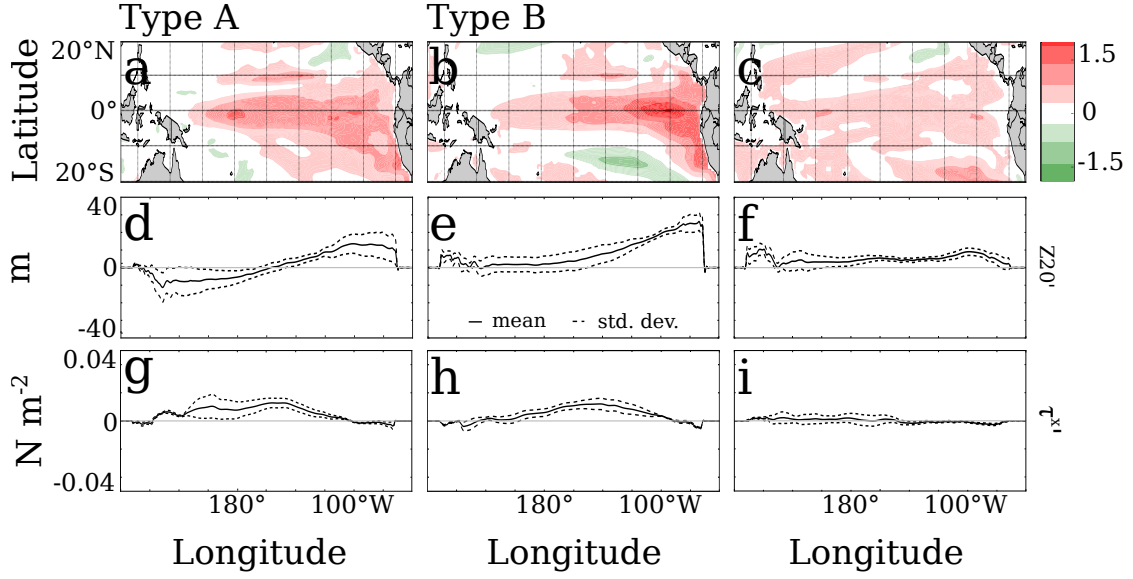 Type A Type B
20°N
0°
20°S
Latitude
a b c
1.5
0
-1.5
40
0
-40
m
d e f
mean std. dev.
Z20'
0.04
0
-0.04
N m-2
g h i
τx'
180° 100°W 180° 100°W 180° 100°W
Longitude Longitude Longitude